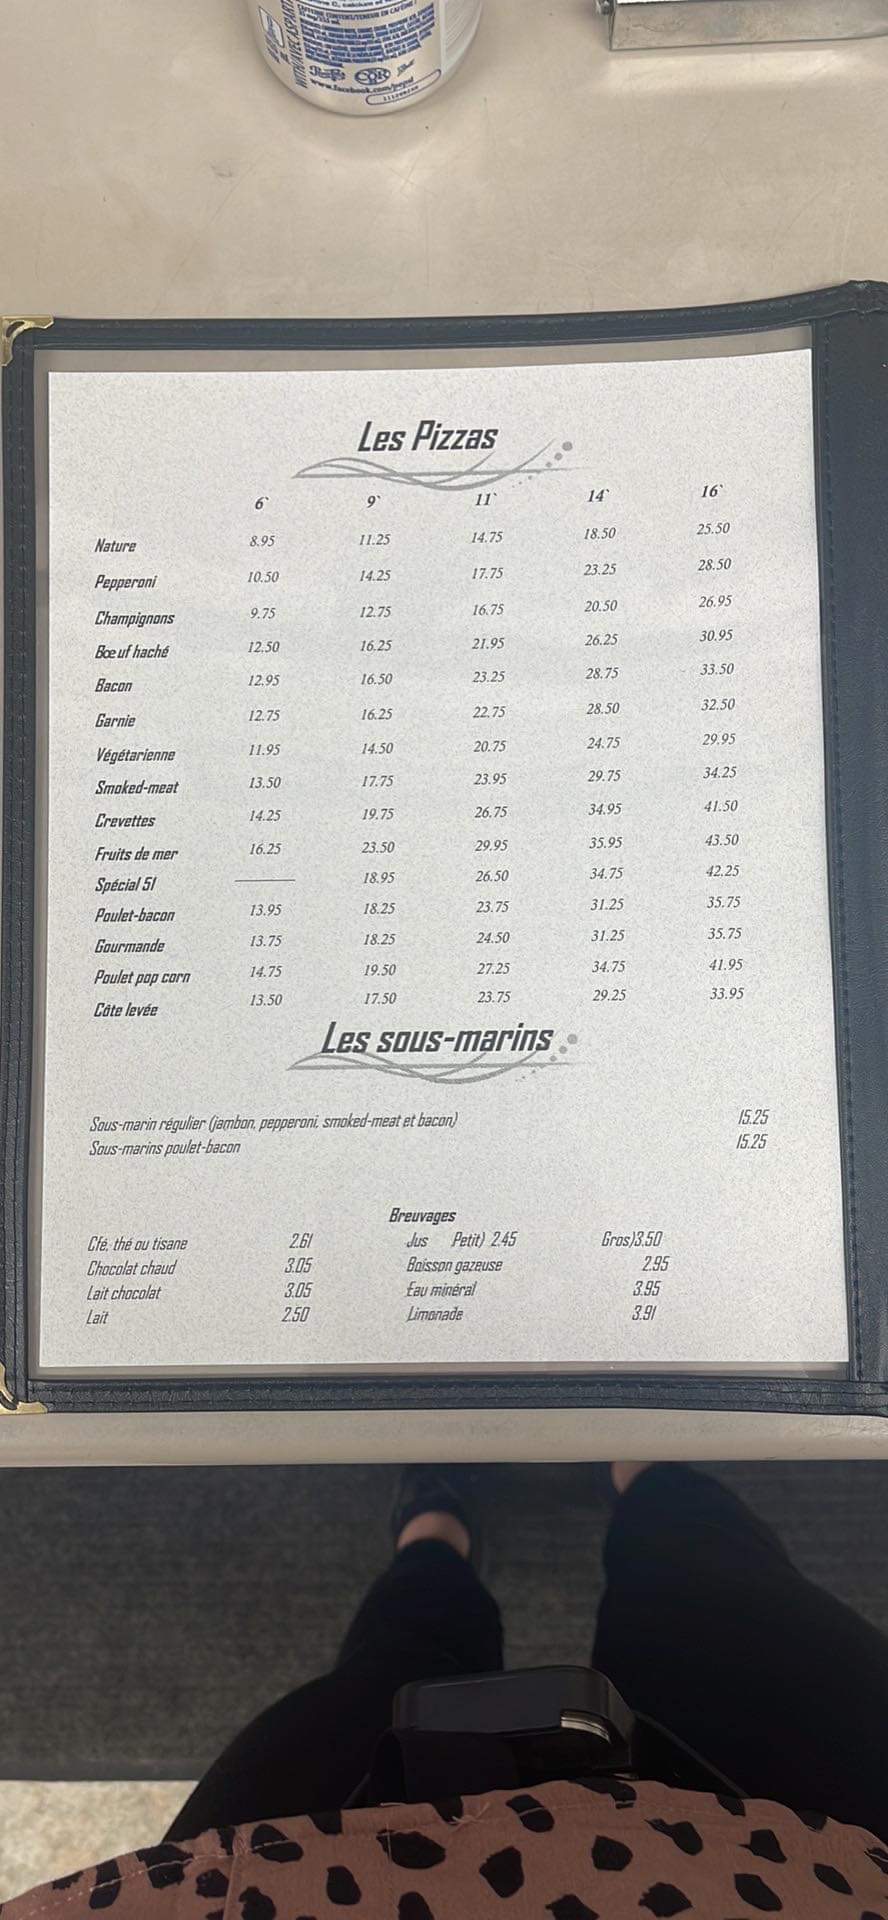 WITH/AVEC ASPART
CAFFEINE CONTENT/TENEUR EN CAFÉINE
www.facebook.com/pepsi
Les Pizzas
6` 9` 11` 14` 16`
Nature 8.95 11.25 14.75 18.50 25.50
Pepperoni 10.50 14.25 17.75 23.25 28.50
Champignons 9.75 12.75 16.75 20.50 26.95
Bœuf haché 12.50 16.25 21.95 26.25 30.95
Bacon 12.95 16.50 23.25 28.75 33.50
Garnie 12.75 16.25 22.75 28.50 32.50
Végétarienne 11.95 14.50 20.75 24.75 29.95
Smoked-meat 13.50 17.75 23.95 29.75 34.25
Crevettes 14.25 19.75 26.75 34.95 41.50
Fruits de mer 16.25 23.50 29.95 35.95 43.50
Spécial 51 ——— 18.95 26.50 34.75 42.25
Poulet-bacon 13.95 18.25 23.75 31.25 35.75
Gourmande 13.75 18.25 24.50 31.25 35.75
Poulet pop corn 14.75 19.50 27.25 34.75 41.95
Côte levée 13.50 17.50 23.75 29.25 33.95
Les sous-marins
Sous-marin régulier (jambon, pepperoni, smoked-meat et bacon) 15.25
Sous-marins poulet-bacon 15.25
Breuvages
Cfé, thé ou tisane 2.61 Jus Petit) 2.45 Gros)3.50
Chocolat chaud 3.05 Boisson gazeuse 2.95
Lait chocolat 3.05 Eau minéral 3.95
Lait 2.50 Limonade 3.91